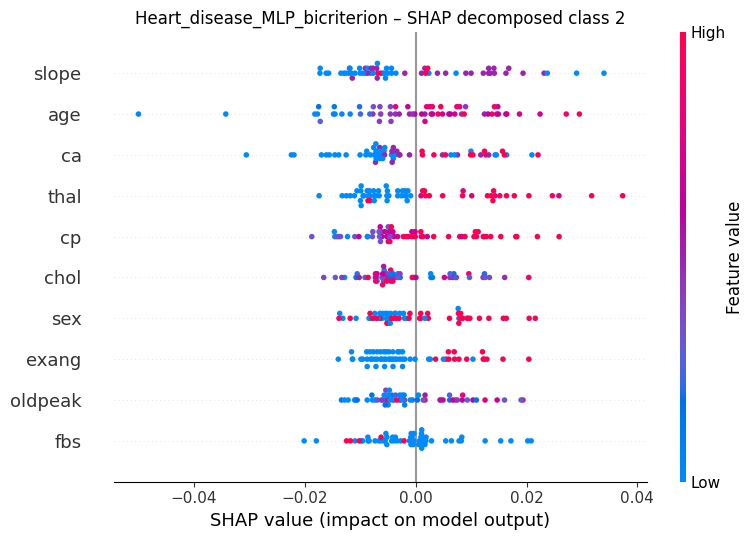 Heart_disease_MLP_bicriterion – SHAP decomposed class 2
High
slope
age
ca
thal
cp
chol
sex
exang
oldpeak
fbs
Feature value
Low
−0.04 −0.02 0.00 0.02 0.04
SHAP value (impact on model output)